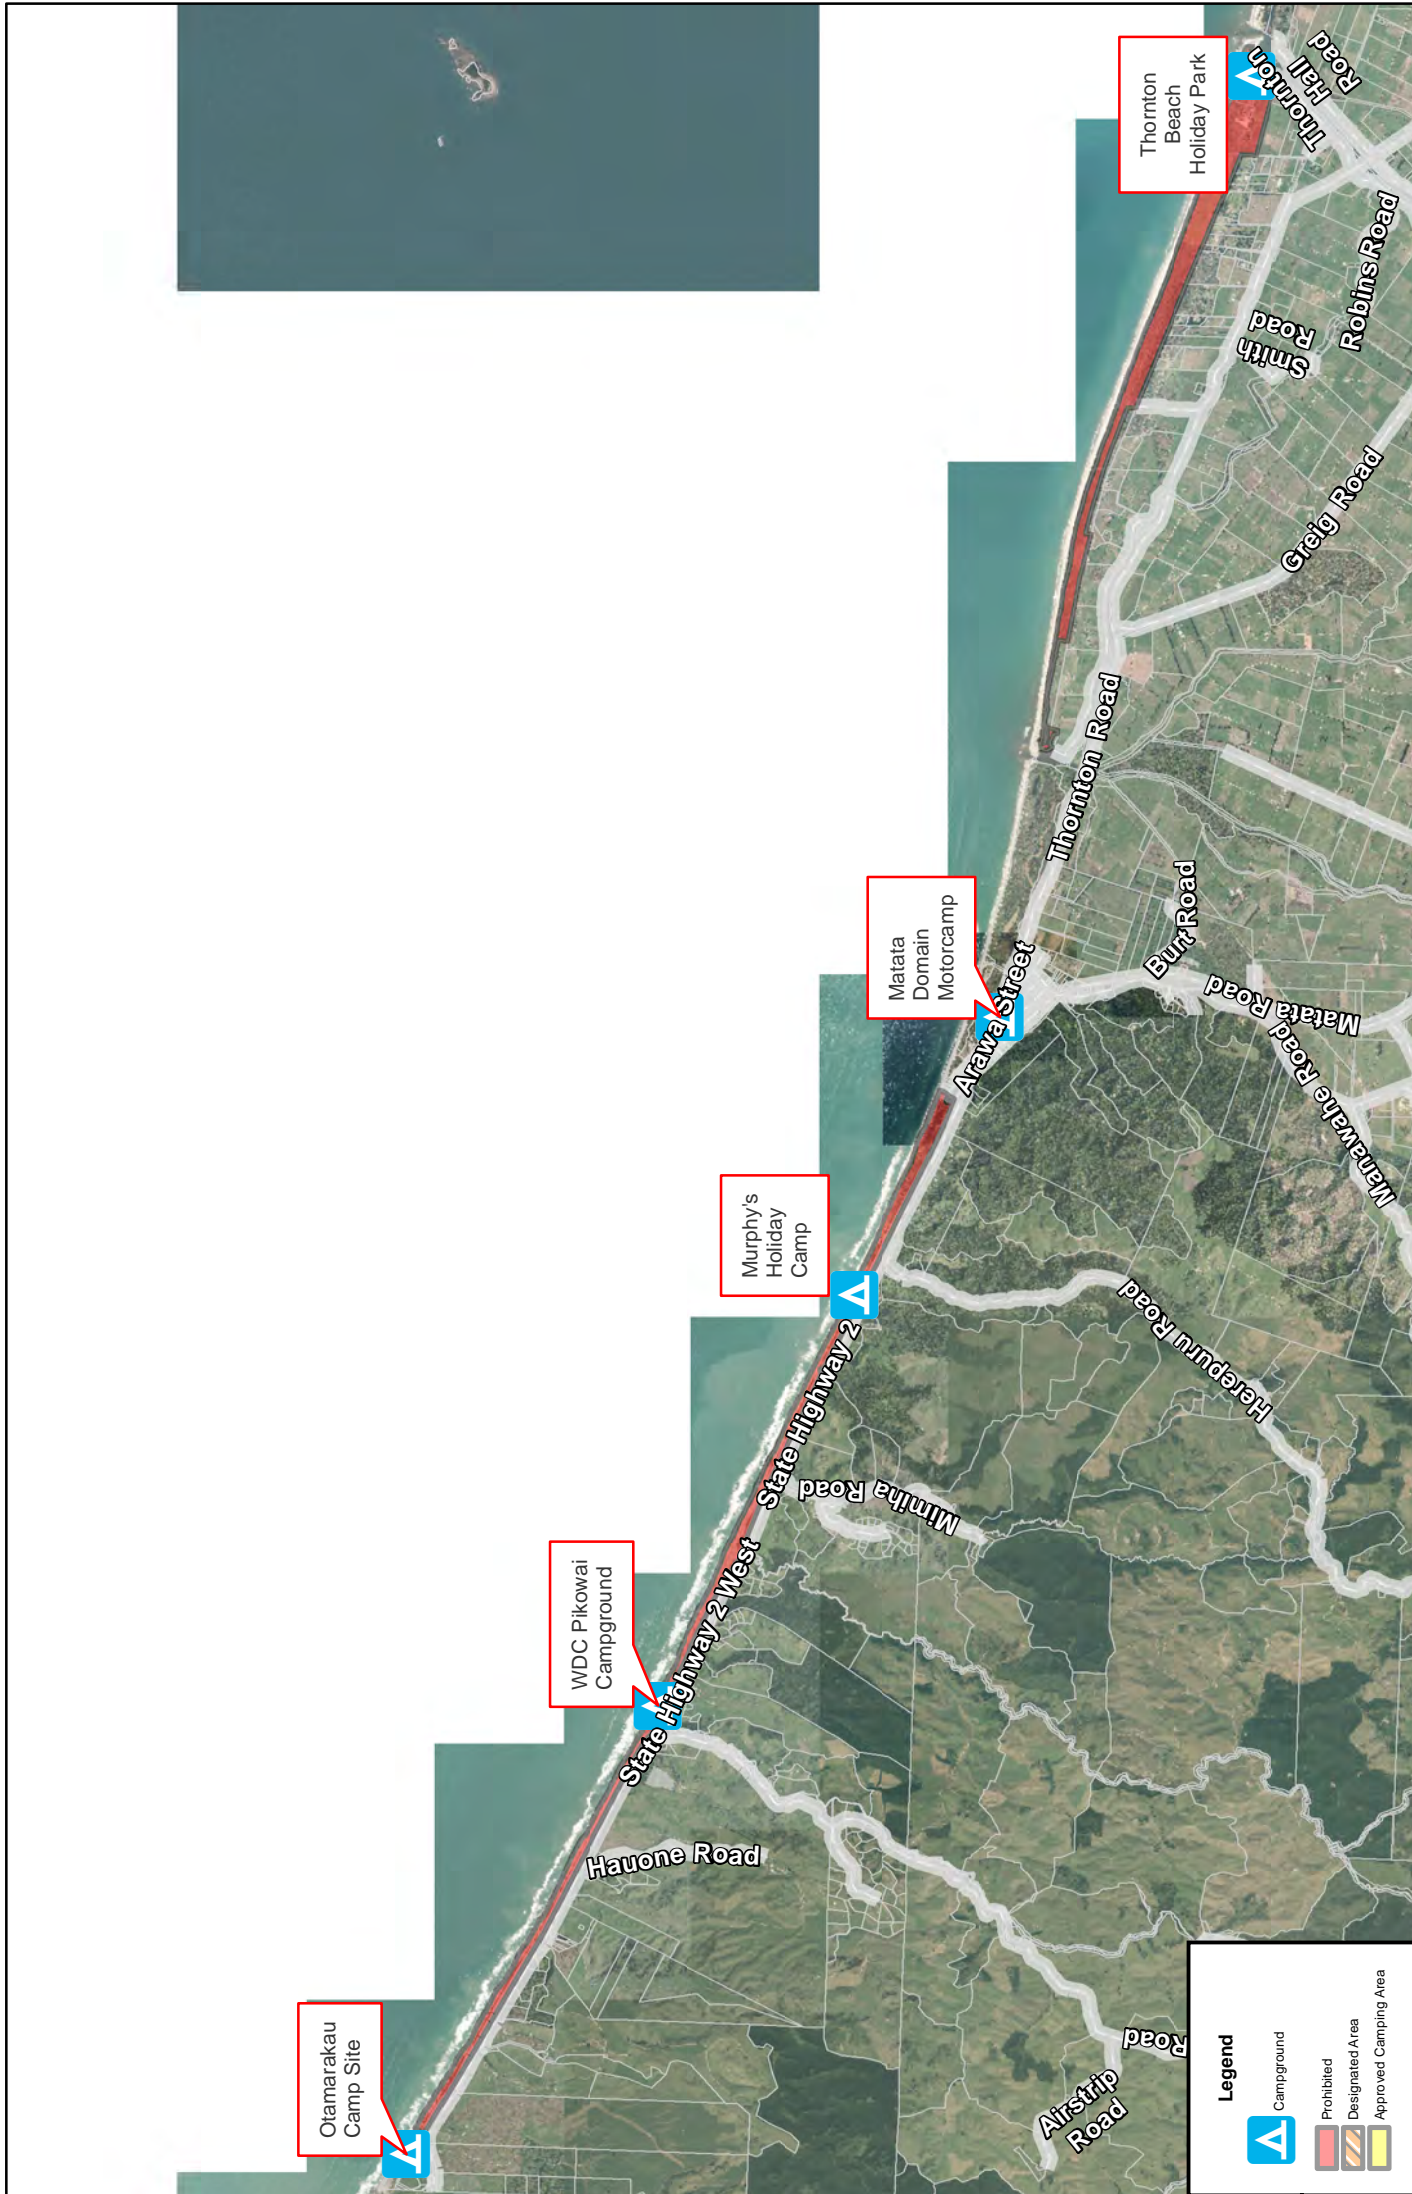 Otamarakau
Camp Site
WDC Pikowai
Campground
Murphy's
Holiday
Camp
Matata
Domain
Motorcamp
Thornton
Beach
Holiday Park
State Highway 2 West
State Highway 2
Arawa Street
Thornton Road
Thornton
Hall
Road
Smith
Road
Robins Road
Greig Road
Burt Road
Matata Road
Manawahe Road
Herepuru Road
Mimiha Road
Hauone Road
Airstrip
Road
Road
Legend
Campground
Prohibited
Designated Area
Approved Camping Area